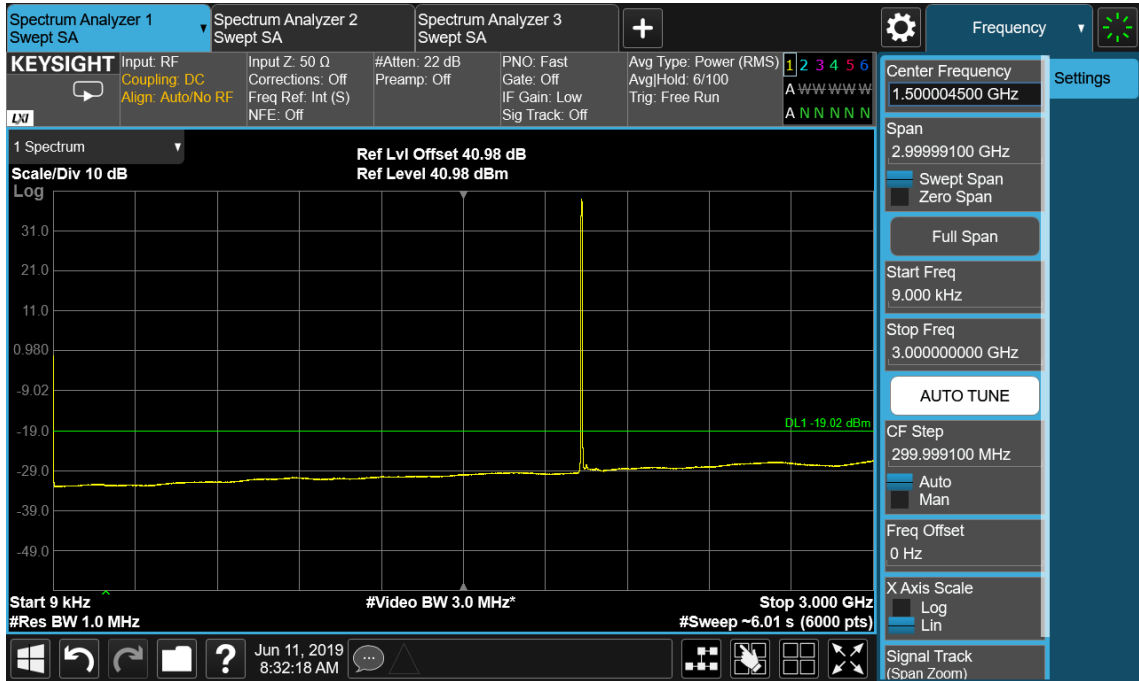 Spectrum Analyzer 1
Swept SA
Spectrum Analyzer 2
Swept SA
Spectrum Analyzer 3
Swept SA
Frequency
KEYSIGHT
LXI
Input: RF
Coupling: DC
Align: Auto/No RF
Input Z: 50 Ω
Corrections: Off
Freq Ref: Int (S)
NFE: Off
#Atten: 22 dB
Preamp: Off
PNO: Fast
Gate: Off
IF Gain: Low
Sig Track: Off
Avg Type: Power (RMS)
Avg|Hold: 6/100
Trig: Free Run
1 2 3 4 5 6
A W W W W W
A N N N N N
1 Spectrum
Scale/Div 10 dB
Log
Ref Lvl Offset 40.98 dB
Ref Level 40.98 dBm
31.0
21.0
11.0
0.980
-9.02
-19.0
-29.0
-39.0
-49.0
DL1 -19.02 dBm
Start 9 kHz
#Res BW 1.0 MHz
#Video BW 3.0 MHz*
Stop 3.000 GHz
#Sweep ~6.01 s (6000 pts)
Jun 11, 2019
8:32:18 AM
Center Frequency
1.500004500 GHz
Span
2.99999100 GHz
Swept Span
Zero Span
Full Span
Start Freq
9.000 kHz
Stop Freq
3.000000000 GHz
AUTO TUNE
CF Step
299.999100 MHz
Auto
Man
Freq Offset
0 Hz
X Axis Scale
Log
Lin
Signal Track
(Span Zoom)
Settings